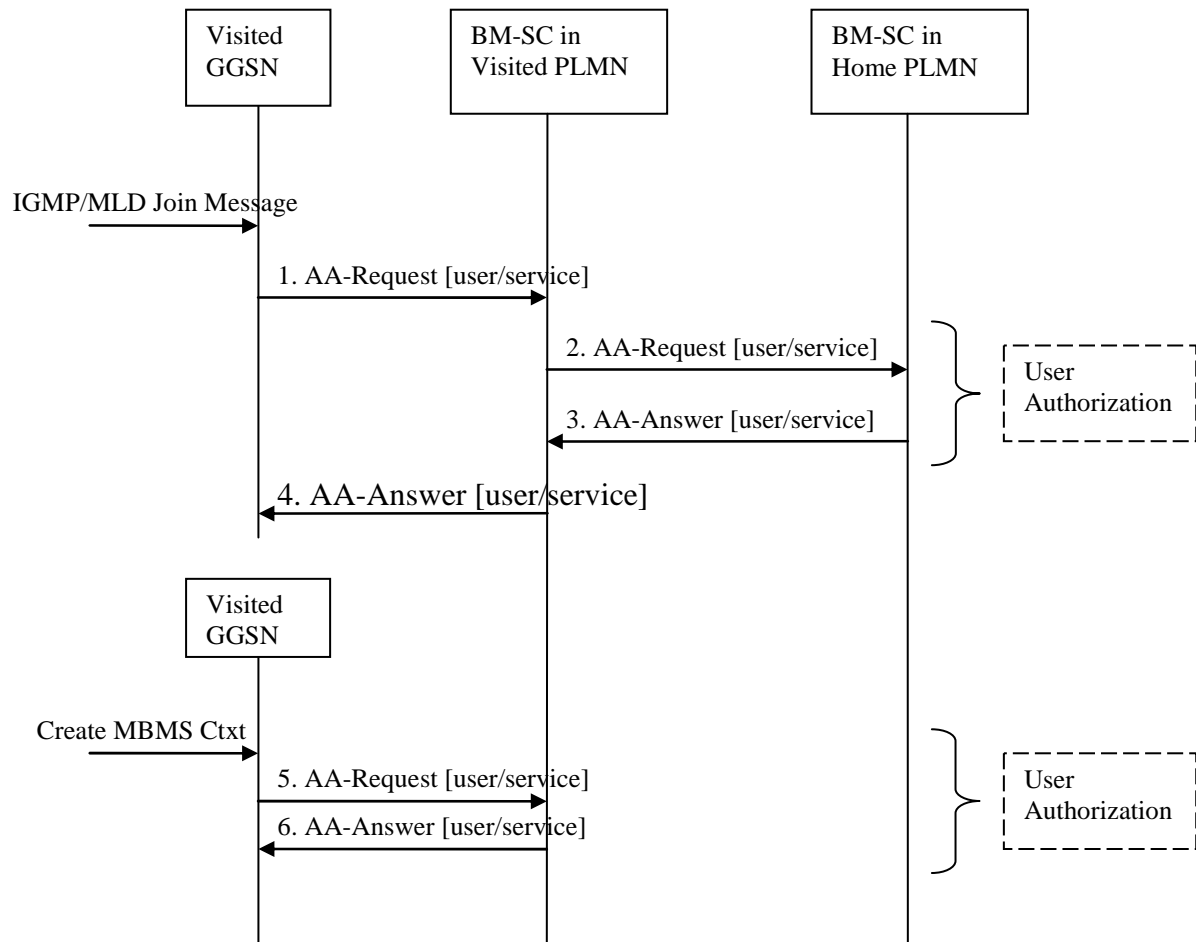 Visited
GGSN
BM-SC in
Visited PLMN
BM-SC in
Home PLMN
IGMP/MLD Join Message
1. AA-Request [user/service]
2. AA-Request [user/service]
3. AA-Answer [user/service]
User
Authorization
4. AA-Answer [user/service]
Visited
GGSN
Create MBMS Ctxt
5. AA-Request [user/service]
6. AA-Answer [user/service]
User
Authorization